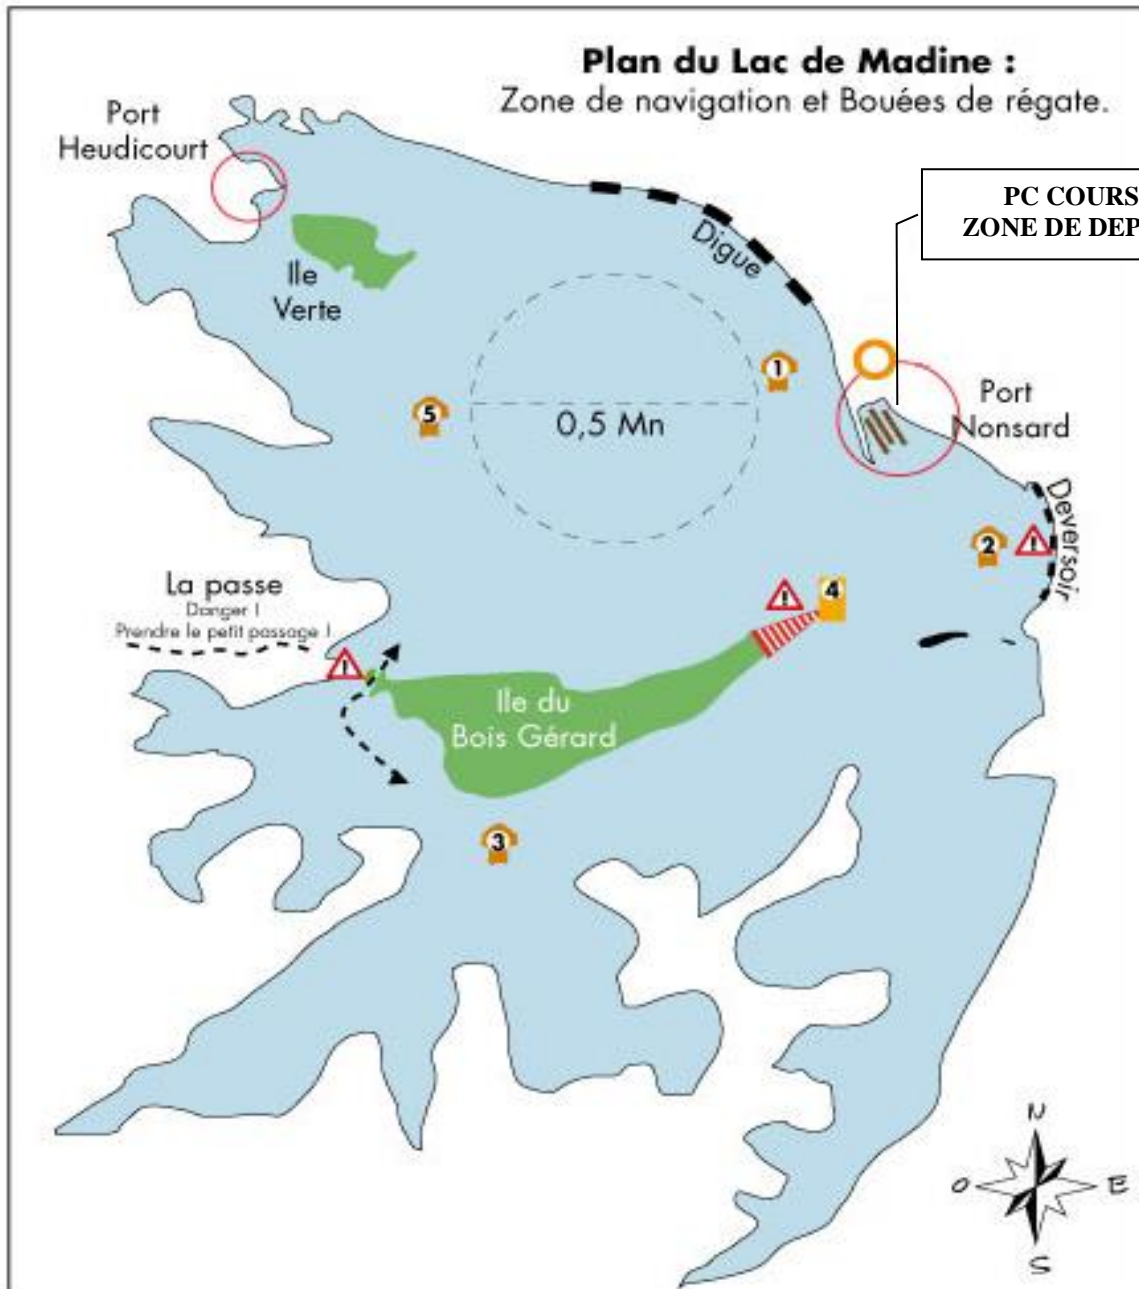 Plan du Lac de Madine :
Zone de navigation et Bouées de régate.
Port
Heudicourt
PC COURS
ZONE DE DEP
Digue
Ile
Verte
1
5
0,5 Mn
Port
Nonsard
Deversoir
2
La passe
Danger !
Prendre le petit passage !
4
Ile du
Bois Gérard
3
N
O
E
S